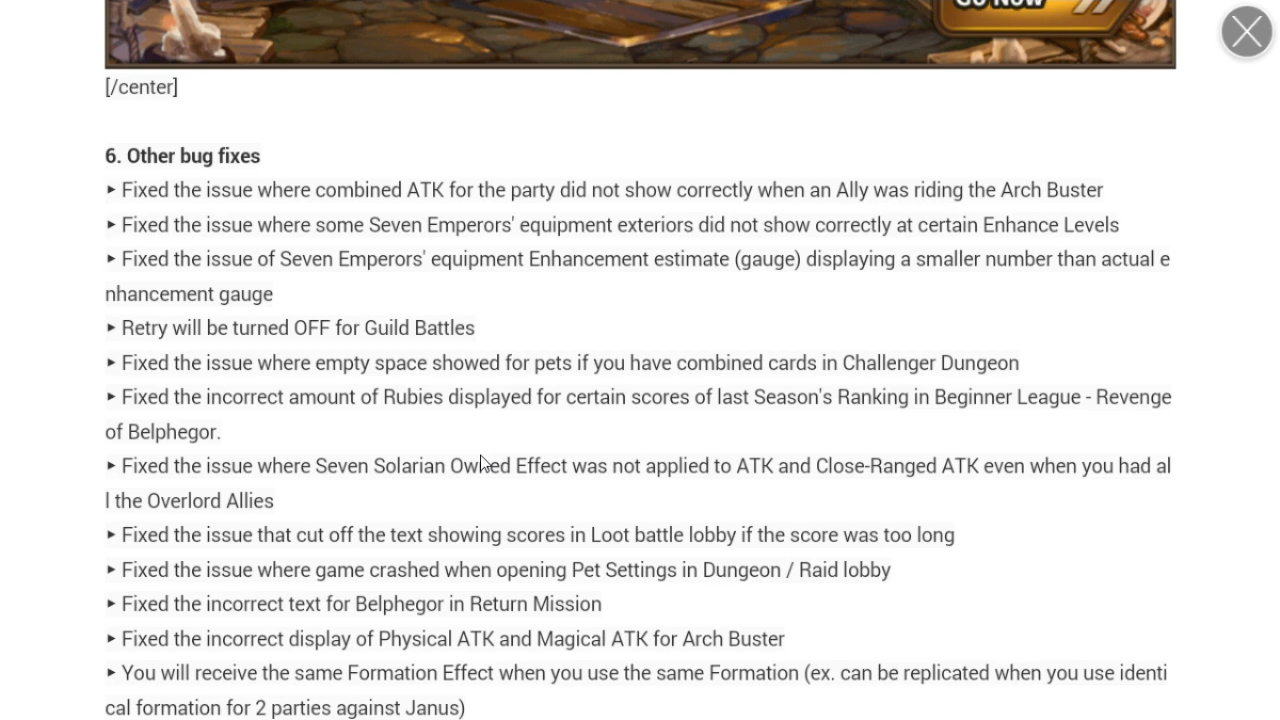 Go Now
[/center]
6. Other bug fixes
‣ Fixed the issue where combined ATK for the party did not show correctly when an Ally was riding the Arch Buster
‣ Fixed the issue where some Seven Emperors' equipment exteriors did not show correctly at certain Enhance Levels
‣ Fixed the issue of Seven Emperors' equipment Enhancement estimate (gauge) displaying a smaller number than actual e
nhancement gauge
‣ Retry will be turned OFF for Guild Battles
‣ Fixed the issue where empty space showed for pets if you have combined cards in Challenger Dungeon
‣ Fixed the incorrect amount of Rubies displayed for certain scores of last Season's Ranking in Beginner League - Revenge
of Belphegor.
‣ Fixed the issue where Seven Solarian Owned Effect was not applied to ATK and Close-Ranged ATK even when you had al
l the Overlord Allies
‣ Fixed the issue that cut off the text showing scores in Loot battle lobby if the score was too long
‣ Fixed the issue where game crashed when opening Pet Settings in Dungeon / Raid lobby
‣ Fixed the incorrect text for Belphegor in Return Mission
‣ Fixed the incorrect display of Physical ATK and Magical ATK for Arch Buster
‣ You will receive the same Formation Effect when you use the same Formation (ex. can be replicated when you use identi
cal formation for 2 parties against Janus)